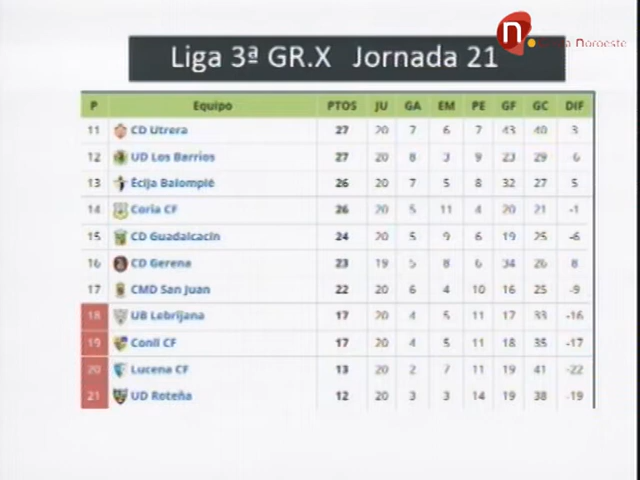 n
Noroeste
Liga 3ª GR.X Jornada 21
P Equipo PTOS JU GA EM PE GF GC DIF
11 CD Utrera 27 20 7 6 7 43 40 3
12 UD Los Barrios 27 20 8 3 9 23 29 6
13 Écija Balompié 26 20 7 5 8 32 27 5
14 Coria CF 26 20 5 11 4 20 21 -1
15 CD Guadalcacín 24 20 5 9 6 19 25 -6
16 CD Gerena 23 19 5 8 6 34 26 8
17 CMD San Juan 22 20 6 4 10 16 25 -9
18 UB Lebrijana 17 20 4 5 11 17 33 -16
19 Conil CF 17 20 4 5 11 18 35 -17
20 Lucena CF 13 20 2 7 11 19 41 -22
21 UD Roteña 12 20 3 3 14 19 38 -19